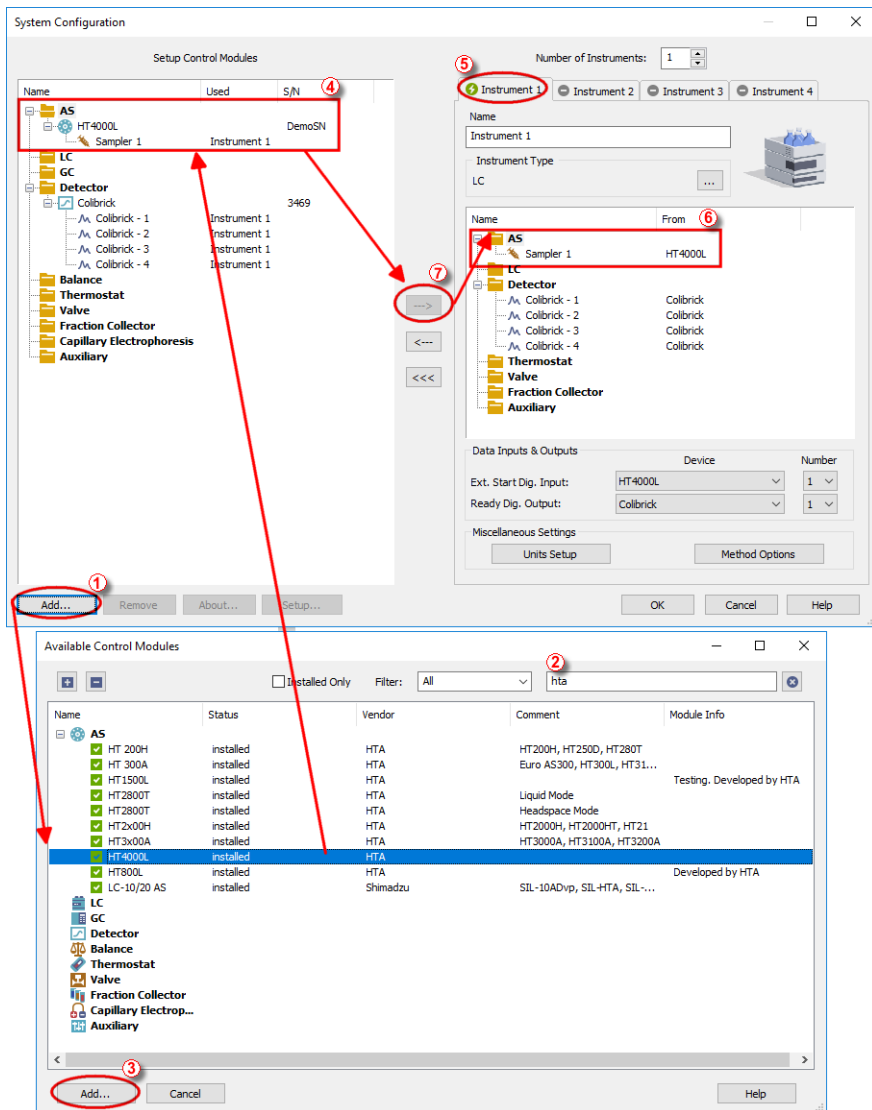 System Configuration
Setup Control Modules
Number of Instruments: 1
5
4
Name Used S/N
Instrument 1 Instrument 2 Instrument 3 Instrument 4
AS
HT4000L DemoSN
Sampler 1 Instrument 1
LC
GC
Detector
Colibrick 3469
Colibrick - 1 Instrument 1
Colibrick - 2 Instrument 1
Colibrick - 3 Instrument 1
Colibrick - 4 Instrument 1
Balance
Thermostat
Valve
Fraction Collector
Capillary Electrophoresis
Auxiliary
7
--->
<---
<<<
Name
Instrument 1
Instrument Type
LC ...
Name From 6
AS
Sampler 1 HT4000L
LC
Detector
Colibrick - 1 Colibrick
Colibrick - 2 Colibrick
Colibrick - 3 Colibrick
Colibrick - 4 Colibrick
Thermostat
Valve
Fraction Collector
Auxiliary
Data Inputs & Outputs
Device Number
Ext. Start Dig. Input: HT4000L 1
Ready Dig. Output: Colibrick 1
Miscellaneous Settings
Units Setup Method Options
1
Add... Remove About... Setup... OK Cancel Help
Available Control Modules
2
Installed Only Filter: All hta
Name Status Vendor Comment Module Info
AS
HT 200H installed HTA HT200H, HT250D, HT280T
HT 300A installed HTA Euro AS300, HT300L, HT31...
HT1500L installed HTA Testing. Developed by HTA
HT2800T installed HTA Liquid Mode
HT2800T installed HTA Headspace Mode
HT2x00H installed HTA HT2000H, HT2000HT, HT21
HT3x00A installed HTA HT3000A, HT3100A, HT3200A
HT4000L installed HTA
HT800L installed HTA Developed by HTA
LC-10/20 AS installed Shimadzu SIL-10ADvp, SIL-HTA, SIL-...
LC
GC
Detector
Balance
Thermostat
Valve
Fraction Collector
Capillary Electrop...
Auxiliary
3
Add... Cancel Help